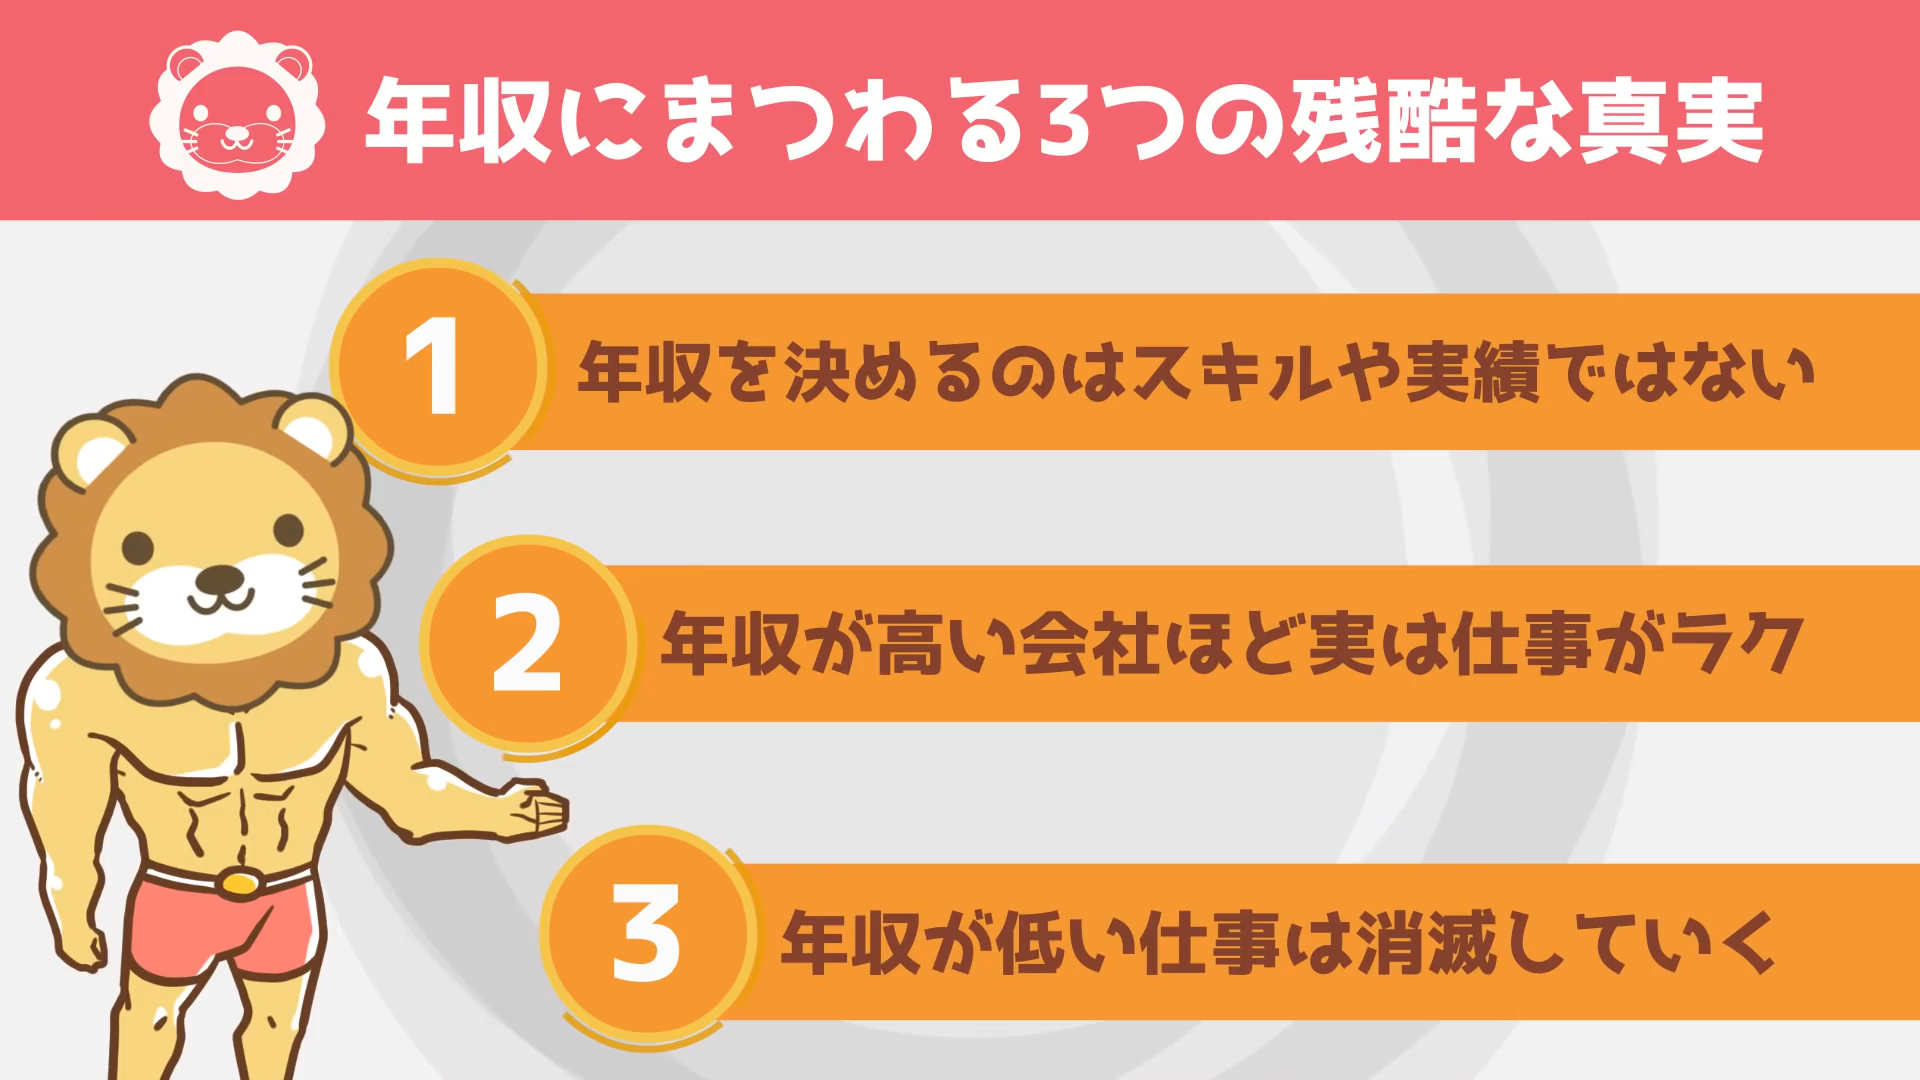 年収にまつわる3つの残酷な真実
1
年収を決めるのはスキルや実績ではない
2
年収が高い会社ほど実は仕事がラク
3
年収が低い仕事は消滅していく